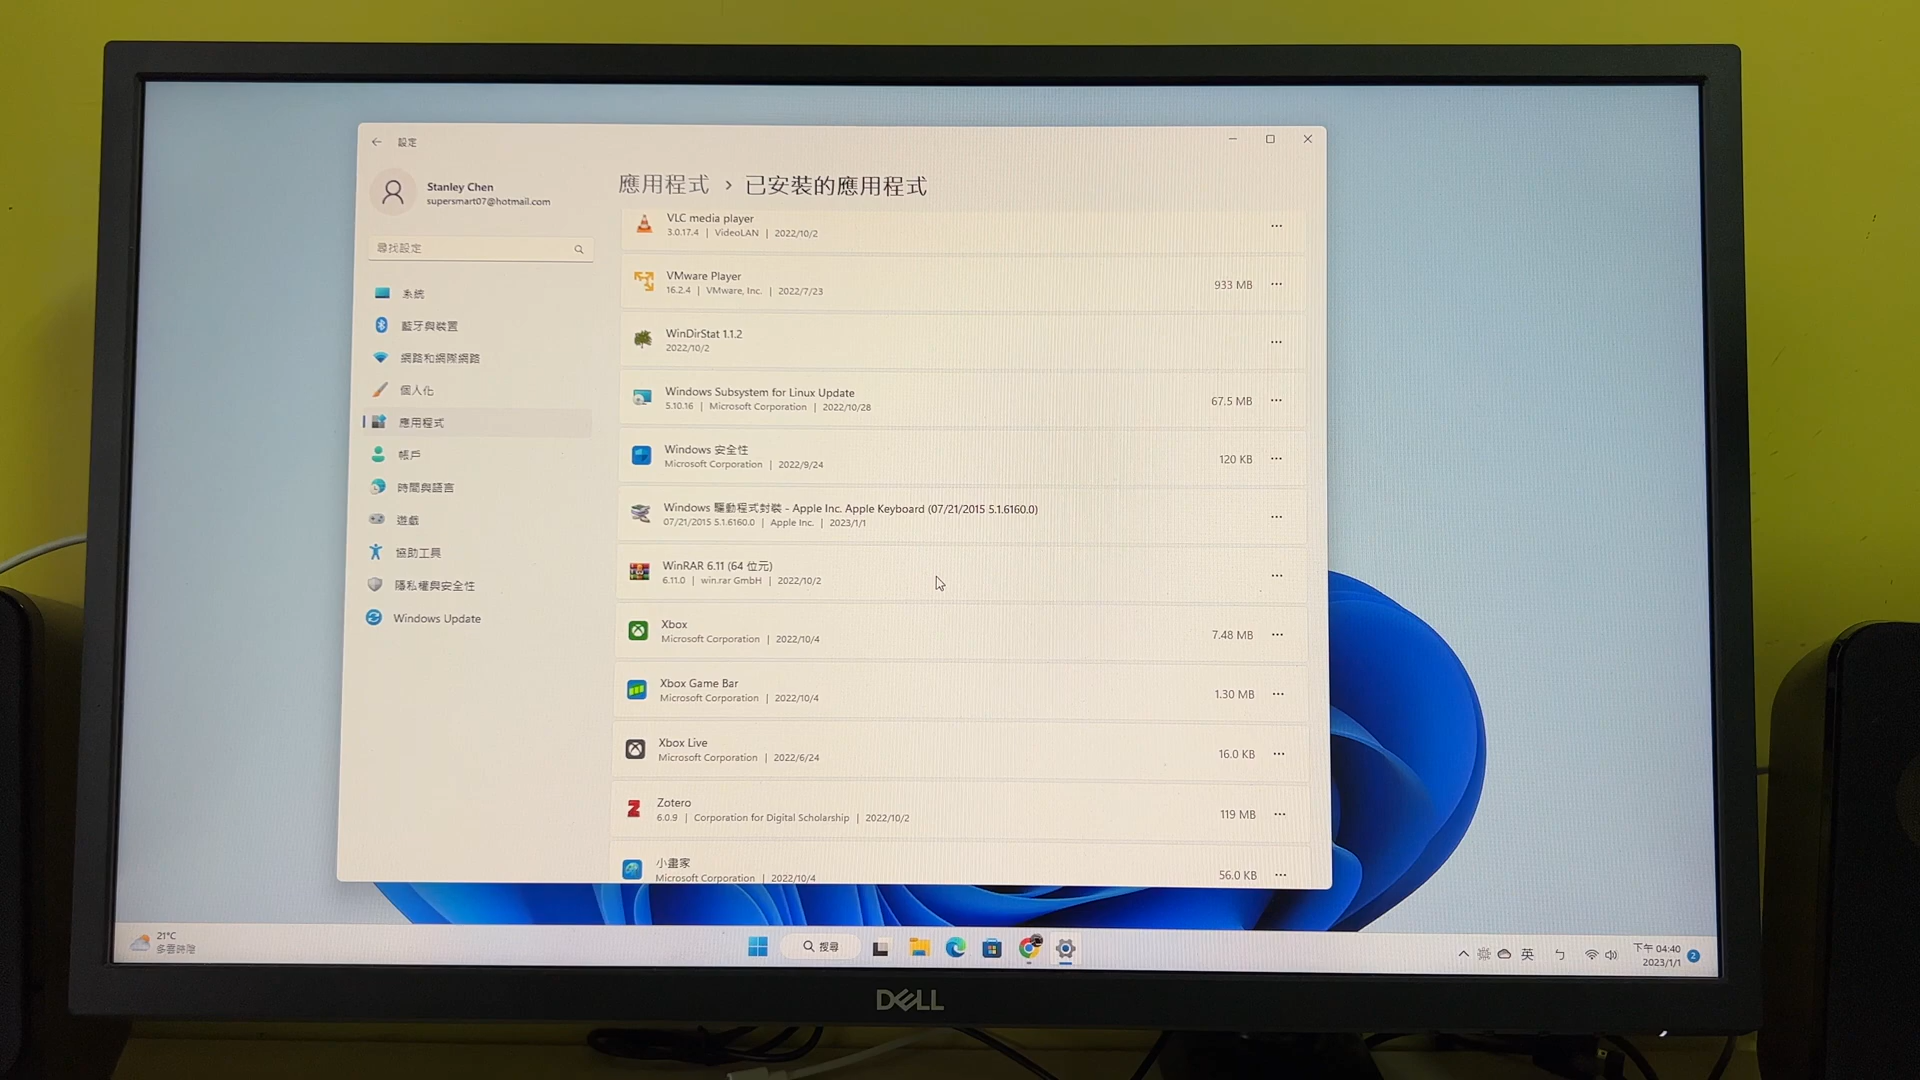 設定
Stanley Chen
supersmart07@hotmail.com
尋找設定
系統
藍牙與裝置
網路和網際網路
個人化
應用程式
帳戶
時間與語言
遊戲
協助工具
隱私權與安全性
Windows Update
應用程式 › 已安裝的應用程式
VLC media player
3.0.17.4 | VideoLAN | 2022/10/2
VMware Player
16.2.4 | VMware, Inc. | 2022/7/23
933 MB
WinDirStat 1.1.2
2022/10/2
Windows Subsystem for Linux Update
5.10.16 | Microsoft Corporation | 2022/10/28
67.5 MB
Windows 安全性
Microsoft Corporation | 2022/9/24
120 KB
Windows 驅動程式封裝 - Apple Inc. Apple Keyboard (07/21/2015 5.1.6160.0)
07/21/2015 5.1.6160.0 | Apple Inc. | 2023/1/1
WinRAR 6.11 (64 位元)
6.11.0 | win.rar GmbH | 2022/10/2
Xbox
Microsoft Corporation | 2022/10/4
7.48 MB
Xbox Game Bar
Microsoft Corporation | 2022/10/4
1.30 MB
Xbox Live
Microsoft Corporation | 2022/6/24
16.0 KB
Zotero
6.0.9 | Corporation for Digital Scholarship | 2022/10/2
119 MB
小畫家
Microsoft Corporation | 2022/10/4
56.0 KB
21°C
多雲時陰
搜尋
英
ㄅ
下午 04:40
2023/1/1
2
DELL